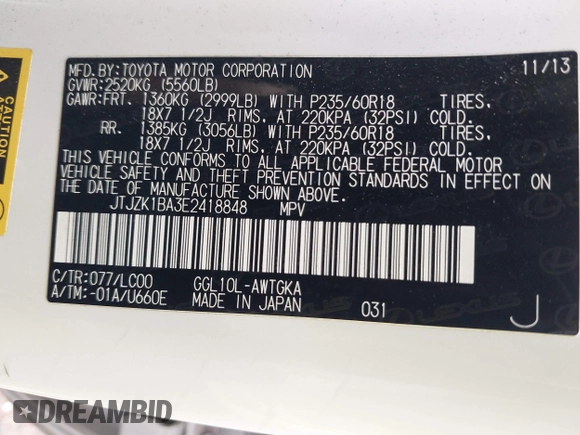 MFD. BY: TOYOTA MOTOR CORPORATION 11/13
GVWR: 2520KG (5560LB)
GAWR: FRT. 1360KG (2999LB) WITH P235/60R18 TIRES.
18X7 1/2J RIMS. AT 220KPA (32PSI) COLD.
RR. 1385KG (3056LB) WITH P235/60R18 TIRES.
18X7 1/2J RIMS. AT 220KPA (32PSI) COLD.
THIS VEHICLE CONFORMS TO ALL APPLICABLE FEDERAL MOTOR
VEHICLE SAFETY AND THEFT PREVENTION STANDARDS IN EFFECT ON
THE DATE OF MANUFACTURE SHOWN ABOVE.
JTJZK1BA3E2418848 MPV
C/TR: 077/LC00 GGL10L-AWTGKA
A/TM: -01A/U660E MADE IN JAPAN 031 J
CAUTION
DREAMBID